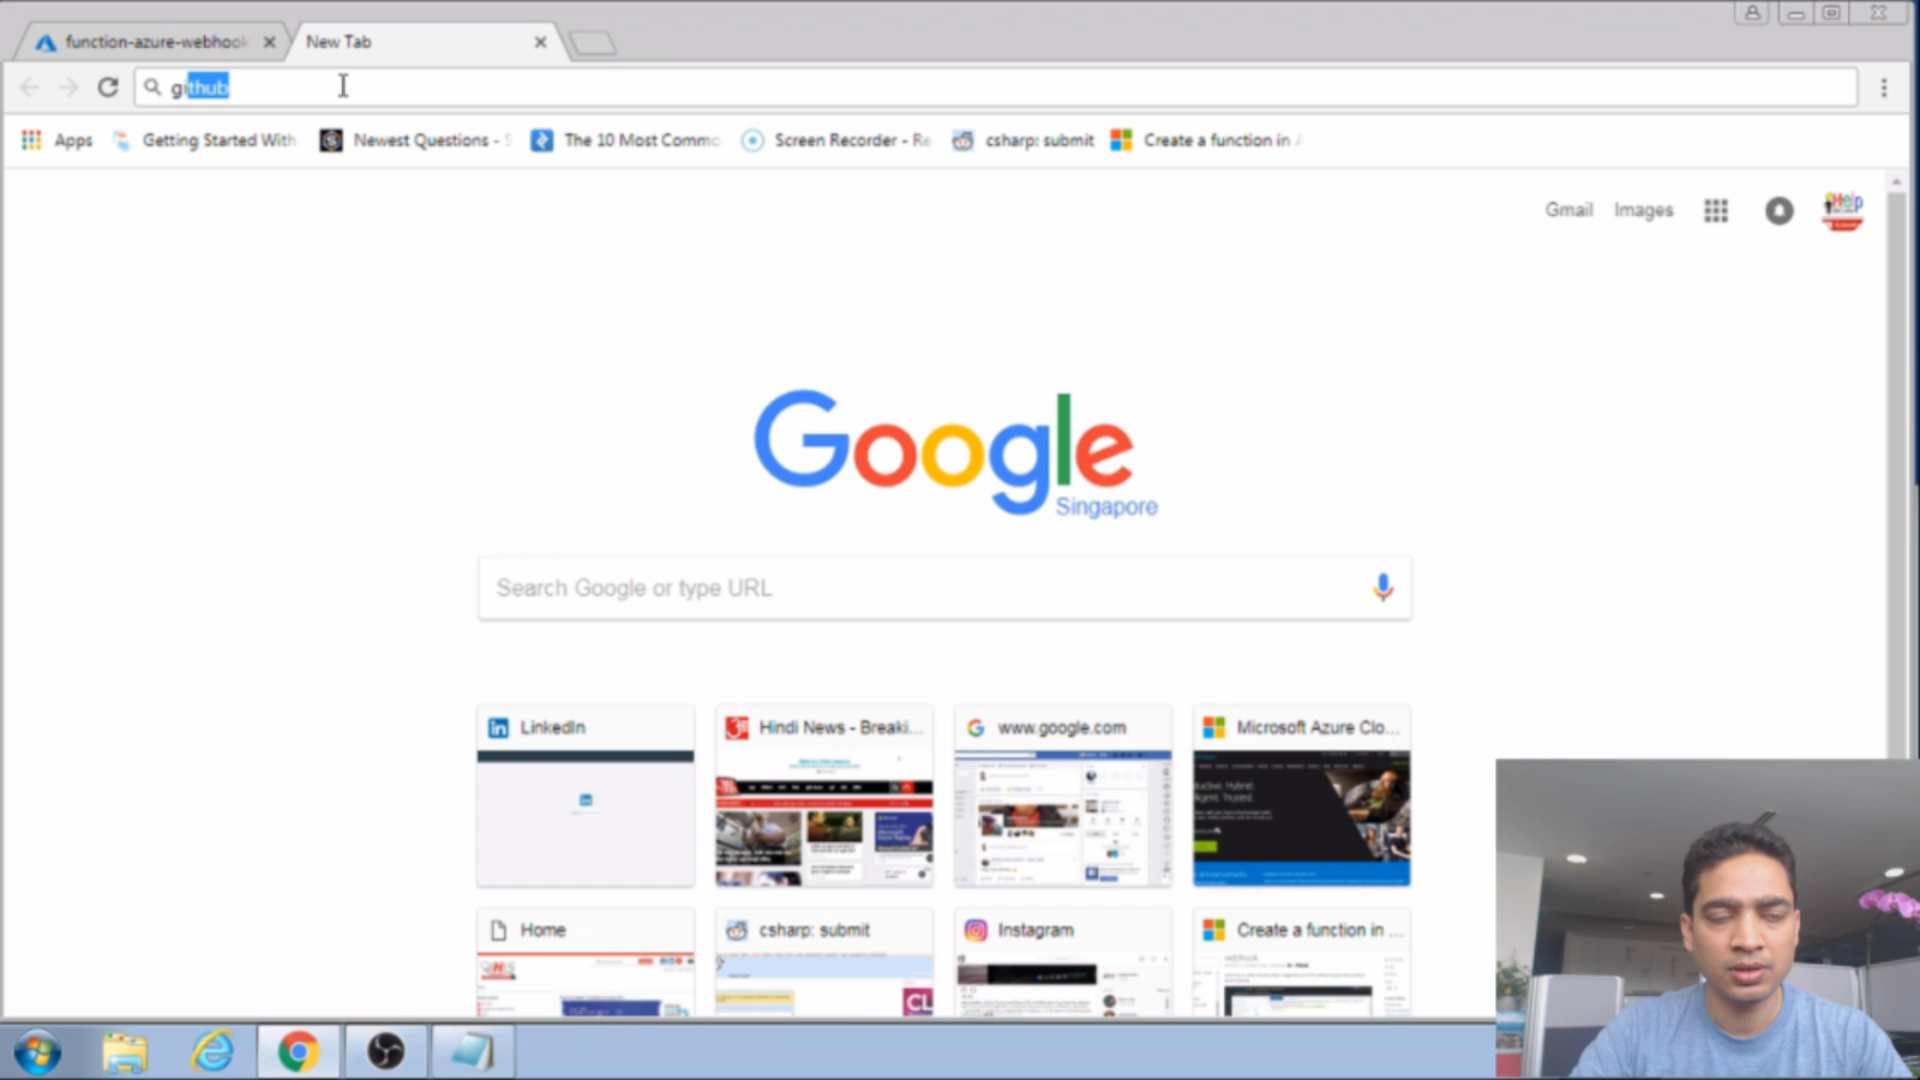 function-azure-webhook
New Tab
github
Apps
Getting Started With
Newest Questions - S
The 10 Most Commo
Screen Recorder - Re
csharp: submit
Create a function in A
Gmail
Images
Help
Google
Singapore
Search Google or type URL
LinkedIn
Hindi News - Breaki...
www.google.com
Microsoft Azure Clo...
Home
csharp: submit
Instagram
Create a function in ...